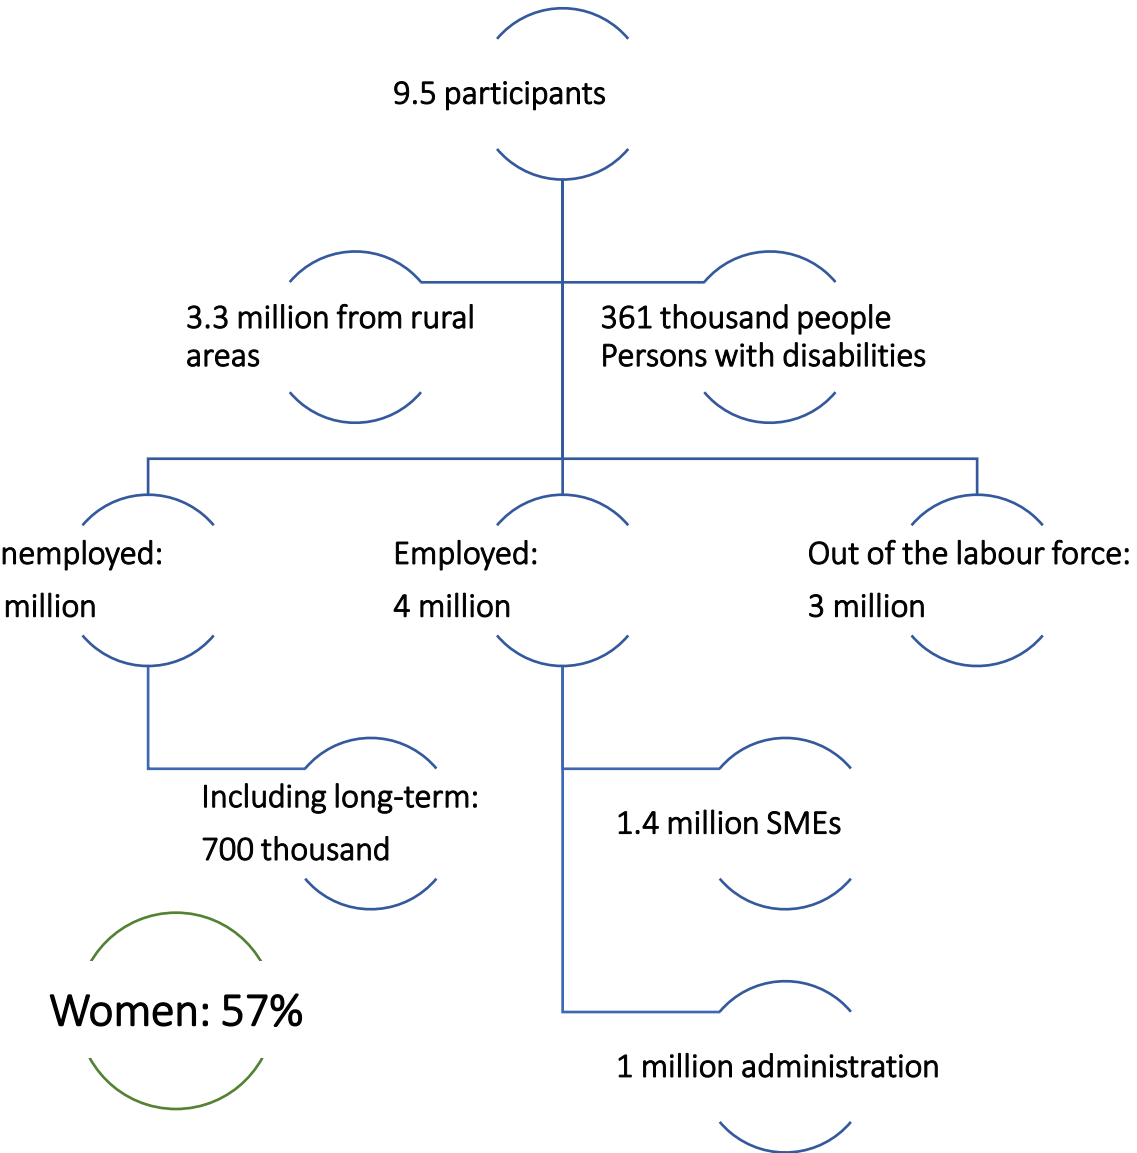 9.5 participants
3.3 million from rural
areas
361 thousand people
Persons with disabilities
nemployed:
million
Employed:
4 million
Out of the labour force:
3 million
Including long-term:
700 thousand
1.4 million SMEs
Women: 57%
1 million administration